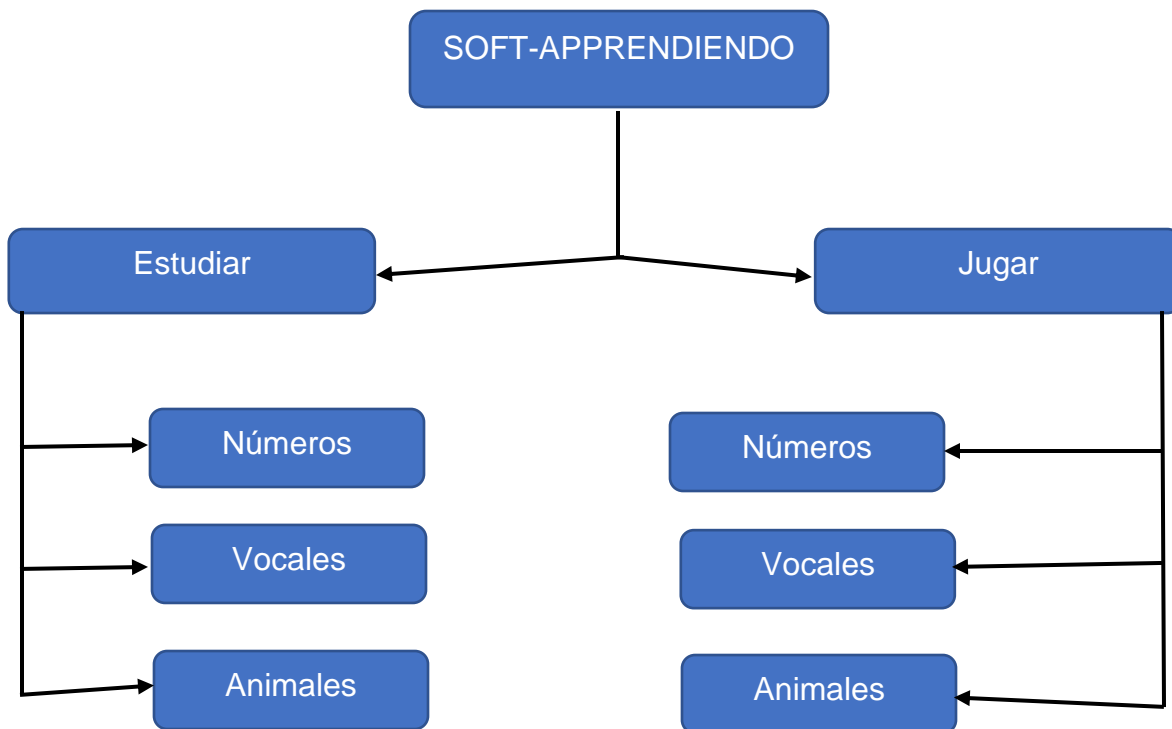 SOFT-APPRENDIENDO
Estudiar
Jugar
Números
Números
Vocales
Vocales
Animales
Animales